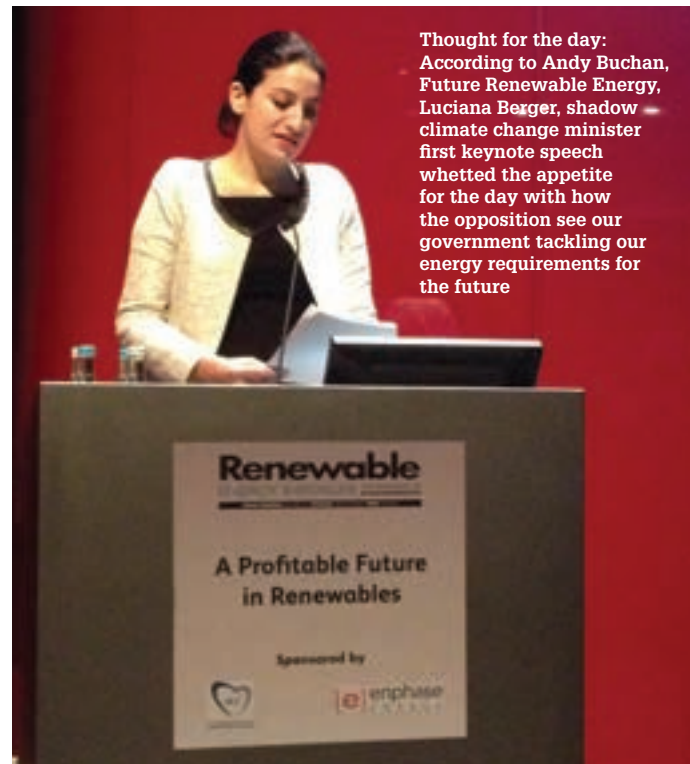 Thought for the day:
According to Andy Buchan,
Future Renewable Energy,
Luciana Berger, shadow
climate change minister
first keynote speech
whetted the appetite
for the day with how
the opposition see our
government tackling our
energy requirements for
the future
Renewable
A Profitable Future
in Renewables
Sponsored by
e enphase
ENERGY